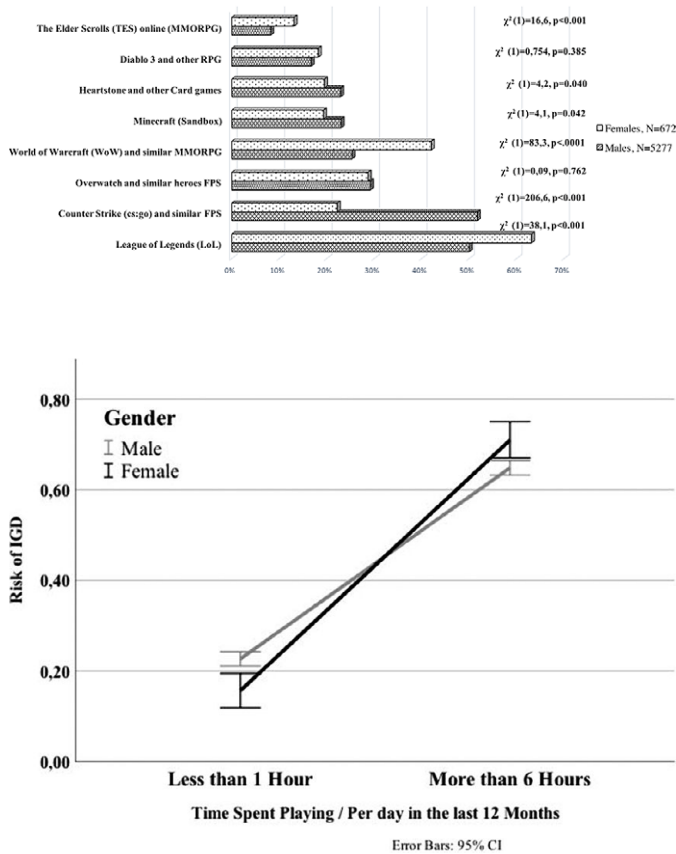 The Elder Scrolls (TES) online (MMORPG)
χ²(1)=16,6, p<0.001
Diablo 3 and other RPG
χ² (1)=0,754, p=0.385
Heartstone and other Card games
χ² (1)=4,2, p=0.040
Minecraft (Sandbox)
χ²(1)=4,1, p=0.042
Females, N=672
World of Warcraft (WoW) and similar MMORPG
χ² (1)=83,3, p<.0001
Males, N=5277
Overwatch and similar heroes FPS
χ² (1)=0,09, p=0.762
Counter Strike (cs:go) and similar FPS
χ² (1)=206,6, p<0.001
League of Legends (LoL)
χ² (1)=38,1, p<0.001
0% 10% 20% 30% 40% 50% 60% 70%
0,80
Gender
Male
Female
0,60
Risk of IGD
0,40
0,20
0,00
Less than 1 Hour More than 6 Hours
Time Spent Playing / Per day in the last 12 Months
Error Bars: 95% CI